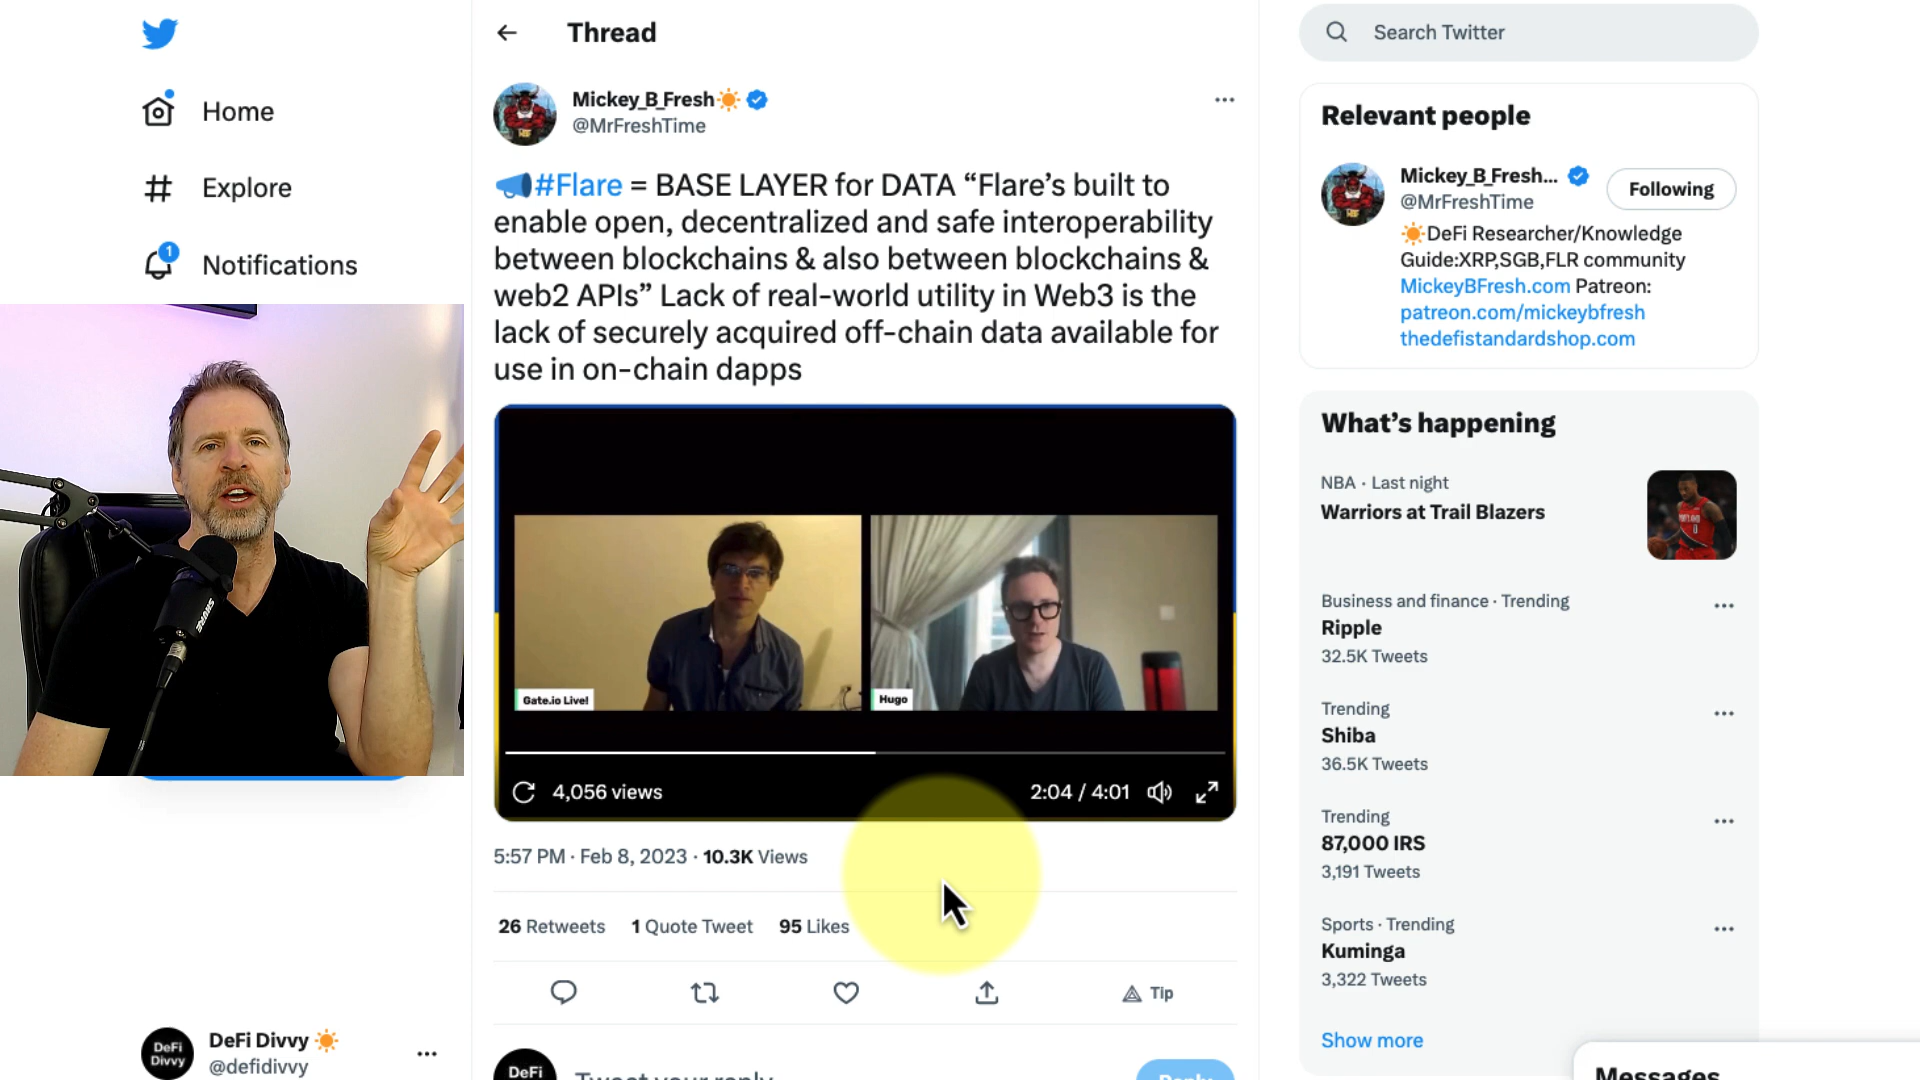 Home
Explore
Notifications
1
SHURE
DeFi Divvy
DeFi Divvy
@defidivvy
Thread
Mickey_B_Fresh
@MrFreshTime
#Flare = BASE LAYER for DATA “Flare’s built to
enable open, decentralized and safe interoperability
between blockchains & also between blockchains &
web2 APIs” Lack of real-world utility in Web3 is the
lack of securely acquired off-chain data available for
use in on-chain dapps
Gate.io Live!
Hugo
4,056 views
2:04 / 4:01
5:57 PM · Feb 8, 2023 · 10.3K Views
26 Retweets 1 Quote Tweet 95 Likes
Tip
DeFi
Tweet your reply
Reply
Search Twitter
Relevant people
Mickey_B_Fresh...
@MrFreshTime
Following
DeFi Researcher/Knowledge
Guide:XRP,SGB,FLR community
MickeyBFresh.com Patreon:
patreon.com/mickeybfresh
thedefistandardshop.com
What’s happening
NBA · Last night
Warriors at Trail Blazers
Business and finance · Trending
Ripple
32.5K Tweets
Trending
Shiba
36.5K Tweets
Trending
87,000 IRS
3,191 Tweets
Sports · Trending
Kuminga
3,322 Tweets
Show more
Messages